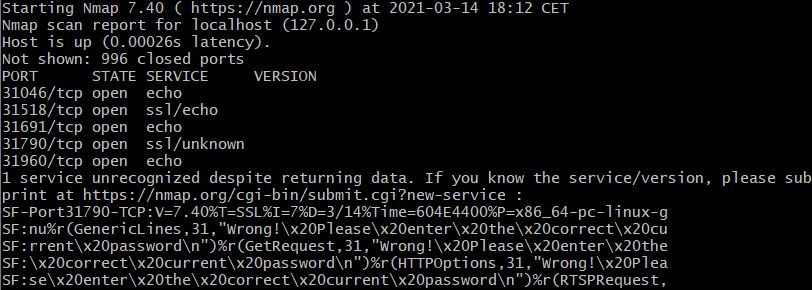 Starting Nmap 7.40 ( https://nmap.org ) at 2021-03-14 18:12 CET
Nmap scan report for localhost (127.0.0.1)
Host is up (0.00026s latency).
Not shown: 996 closed ports
PORT      STATE SERVICE     VERSION
31046/tcp open  echo
31518/tcp open  ssl/echo
31691/tcp open  echo
31790/tcp open  ssl/unknown
31960/tcp open  echo
1 service unrecognized despite returning data. If you know the service/version, please sub
print at https://nmap.org/cgi-bin/submit.cgi?new-service :
SF-Port31790-TCP:V=7.40%T=SSL%I=7%D=3/14%Time=604E4400%P=x86_64-pc-linux-g
SF:nu%r(GenericLines,31,"Wrong!\x20Please\x20enter\x20the\x20correct\x20cu
SF:rrent\x20password\n")%r(GetRequest,31,"Wrong!\x20Please\x20enter\x20the
SF:\x20correct\x20current\x20password\n")%r(HTTPOptions,31,"Wrong!\x20Plea
SF:se\x20enter\x20the\x20correct\x20current\x20password\n")%r(RTSPRequest,